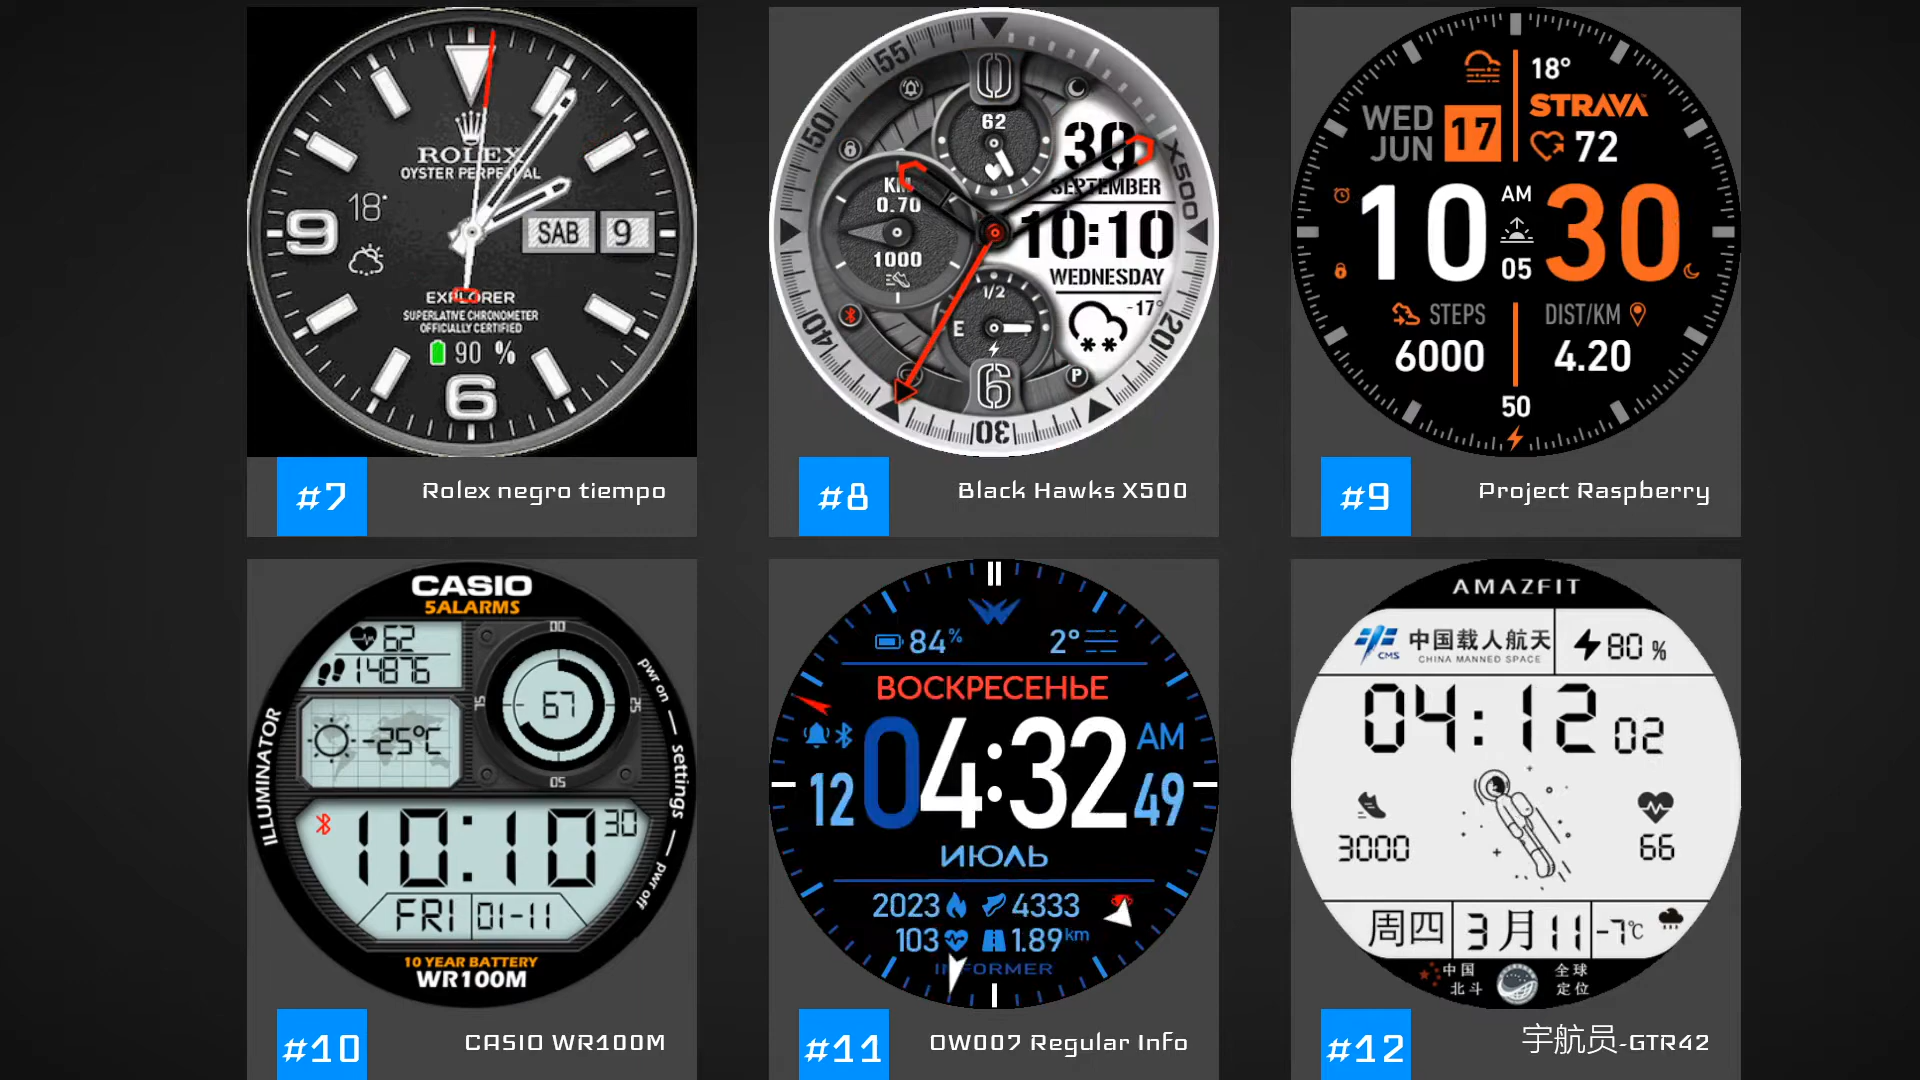 ROLEX
OYSTER PERPETUAL
18°
9
SAB 9
EXPLORER
SUPERLATIVE CHRONOMETER
OFFICIALLY CERTIFIED
90 %
6
#7 Rolex negro tiempo
55
50
40
30
20
X500
0
62
30
SEPTEMBER
KM
0.70
1000
10:10
WEDNESDAY
1/2
E
-17°
6
P
#8 Black Hawks X500
18°
STRAVA
WED
JUN
17
72
10 AM 30
05
STEPS
6000
DIST/KM
4.20
50
#9 Project Raspberry
CASIO
5ALARMS
62
14876
00
67
-25°C
05
ILLUMINATOR
pwr on
settings
pwr off
10:10 30
FRI 01-11
10 YEAR BATTERY
WR100M
#10 CASIO WR100M
84% 2°
ВОСКРЕСЕНЬЕ
AM
12 04:32 49
ИЮЛЬ
2023 4333
103 1.89km
INFORMER
#11 OW007 Regular Info
AMAZFIT
CMS
中国载人航天
CHINA MANNED SPACE
80 %
04:12 02
3000 66
周四 3月11 -7℃
中国
北斗
全球
定位
#12 宇航员-GTR42